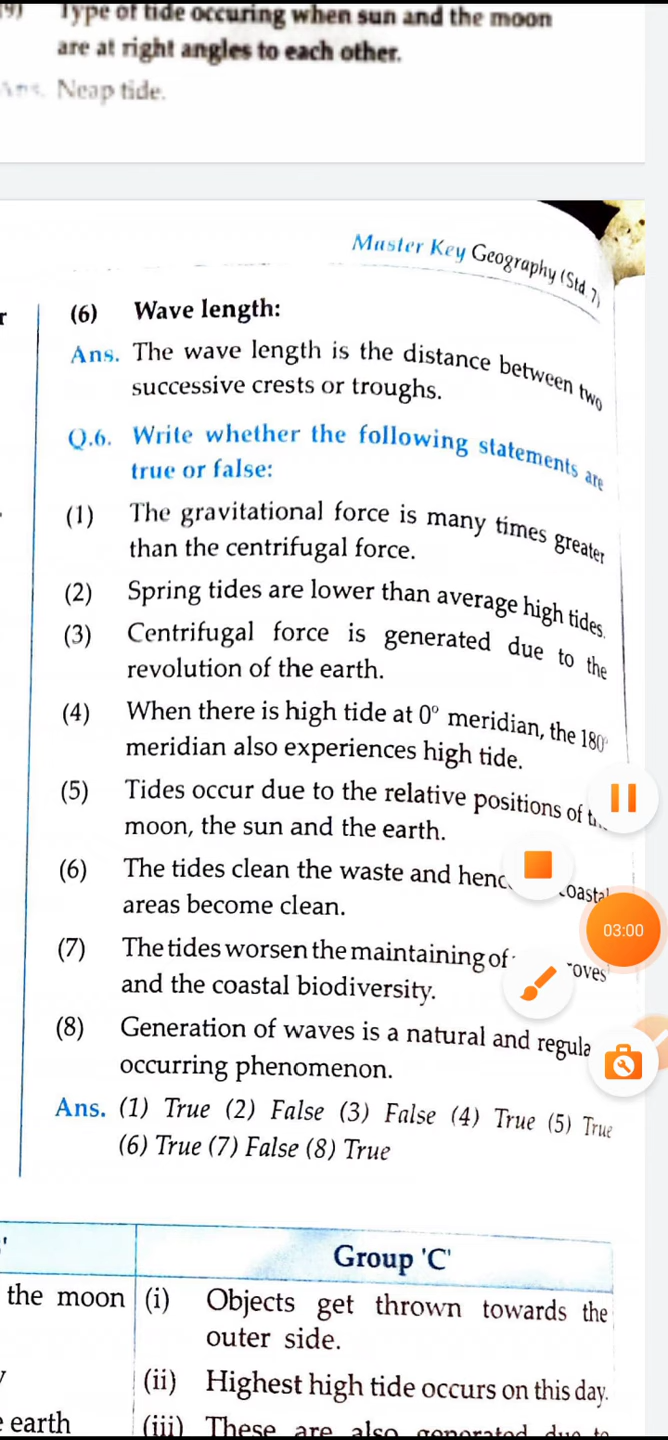 19) Type of tide occuring when sun and the moon
are at right angles to each other.
Ans. Neap tide.
Master Key Geography (Std. 7)
(6) Wave length:
Ans. The wave length is the distance between two
successive crests or troughs.
Q.6. Write whether the following statements are
true or false:
(1) The gravitational force is many times greater
than the centrifugal force.
(2) Spring tides are lower than average high tides.
(3) Centrifugal force is generated due to the
revolution of the earth.
(4) When there is high tide at 0° meridian, the 180°
meridian also experiences high tide.
(5) Tides occur due to the relative positions of
moon, the sun and the earth.
(6) The tides clean the waste and
areas become clean.
(7) The tides worsen the maintaining of
and the coastal biodiversity.
(8) Generation of waves is a natural and
occurring phenomenon.
03:00
Ans. (1) True (2) False (3) False (4) True (5) True
(6) True (7) False (8) True
Group 'C'
the moon (i) Objects get thrown towards the
outer side.
(ii) Highest high tide occurs on this day.
earth (iii) These are also generated due to